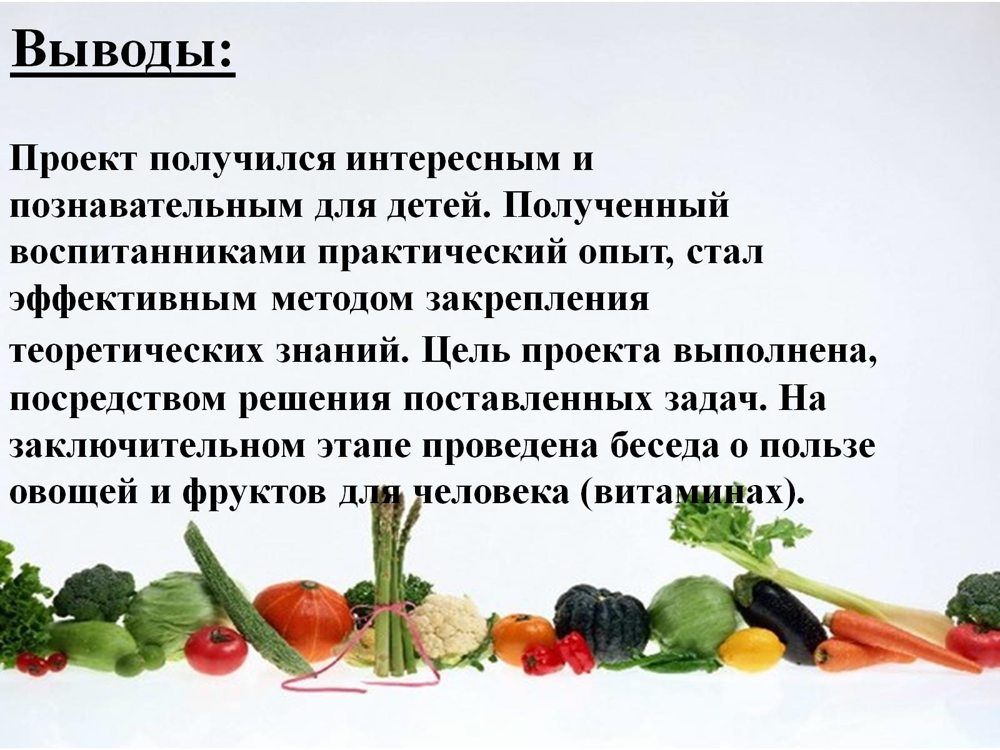 Выводы:
Проект получился интересным и
познавательным для детей. Полученный
воспитанниками практический опыт, стал
эффективным методом закрепления
теоретических знаний. Цель проекта выполнена,
посредством решения поставленных задач. На
заключительном этапе проведена беседа о пользе
овощей и фруктов для человека (витаминах).